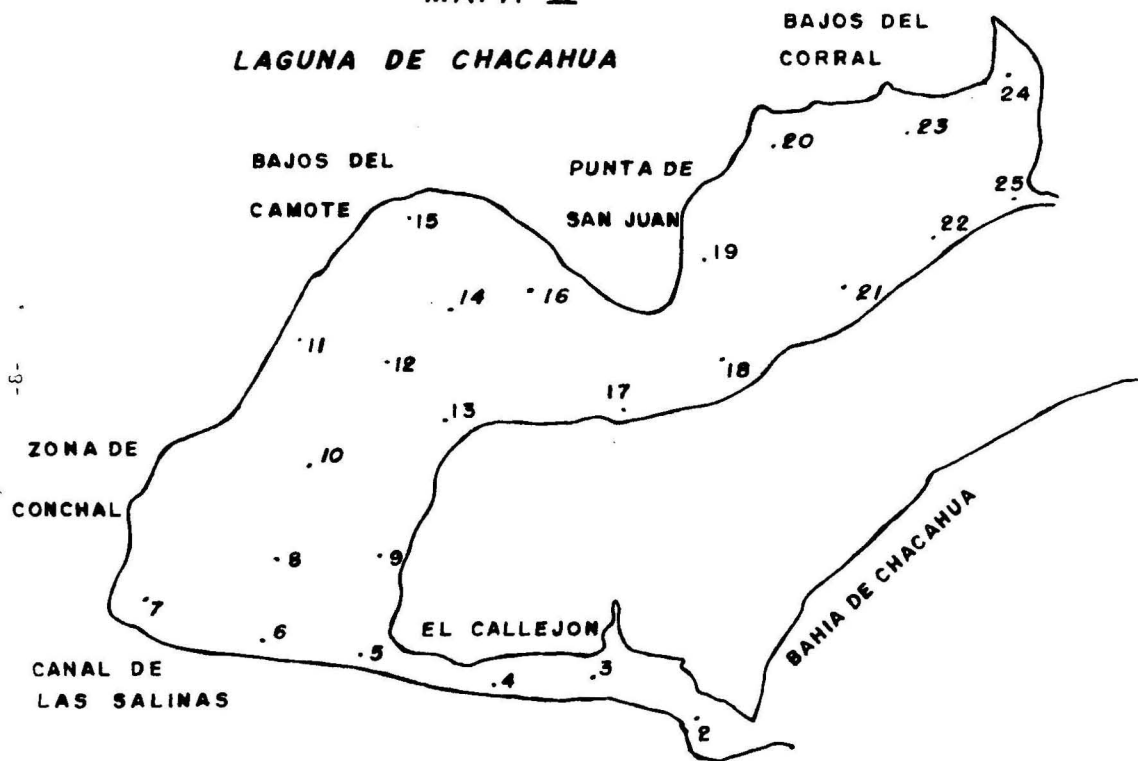 MAPA II
LAGUNA DE CHACAHUA
BAJOS DEL
CORRAL
24
20
23
BAJOS DEL
CAMOTE
PUNTA DE
SAN JUAN
25
15
22
19
14
16
21
11
12
18
17
13
ZONA DE
CONCHAL
10
8
9
7
6
5
EL CALLEJON
BAHIA DE CHACAHUA
CANAL DE
LAS SALINAS
4
3
2
-8-